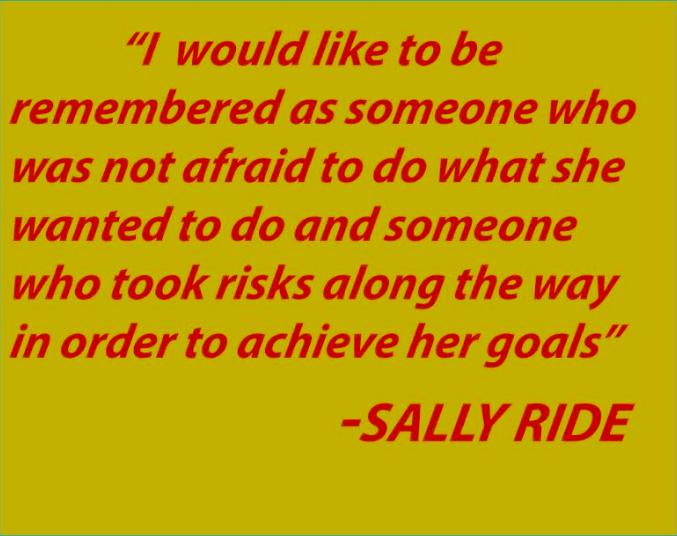 “I would like to be
remembered as someone who
was not afraid to do what she
wanted to do and someone
who took risks along the way
in order to achieve her goals”
-SALLY RIDE